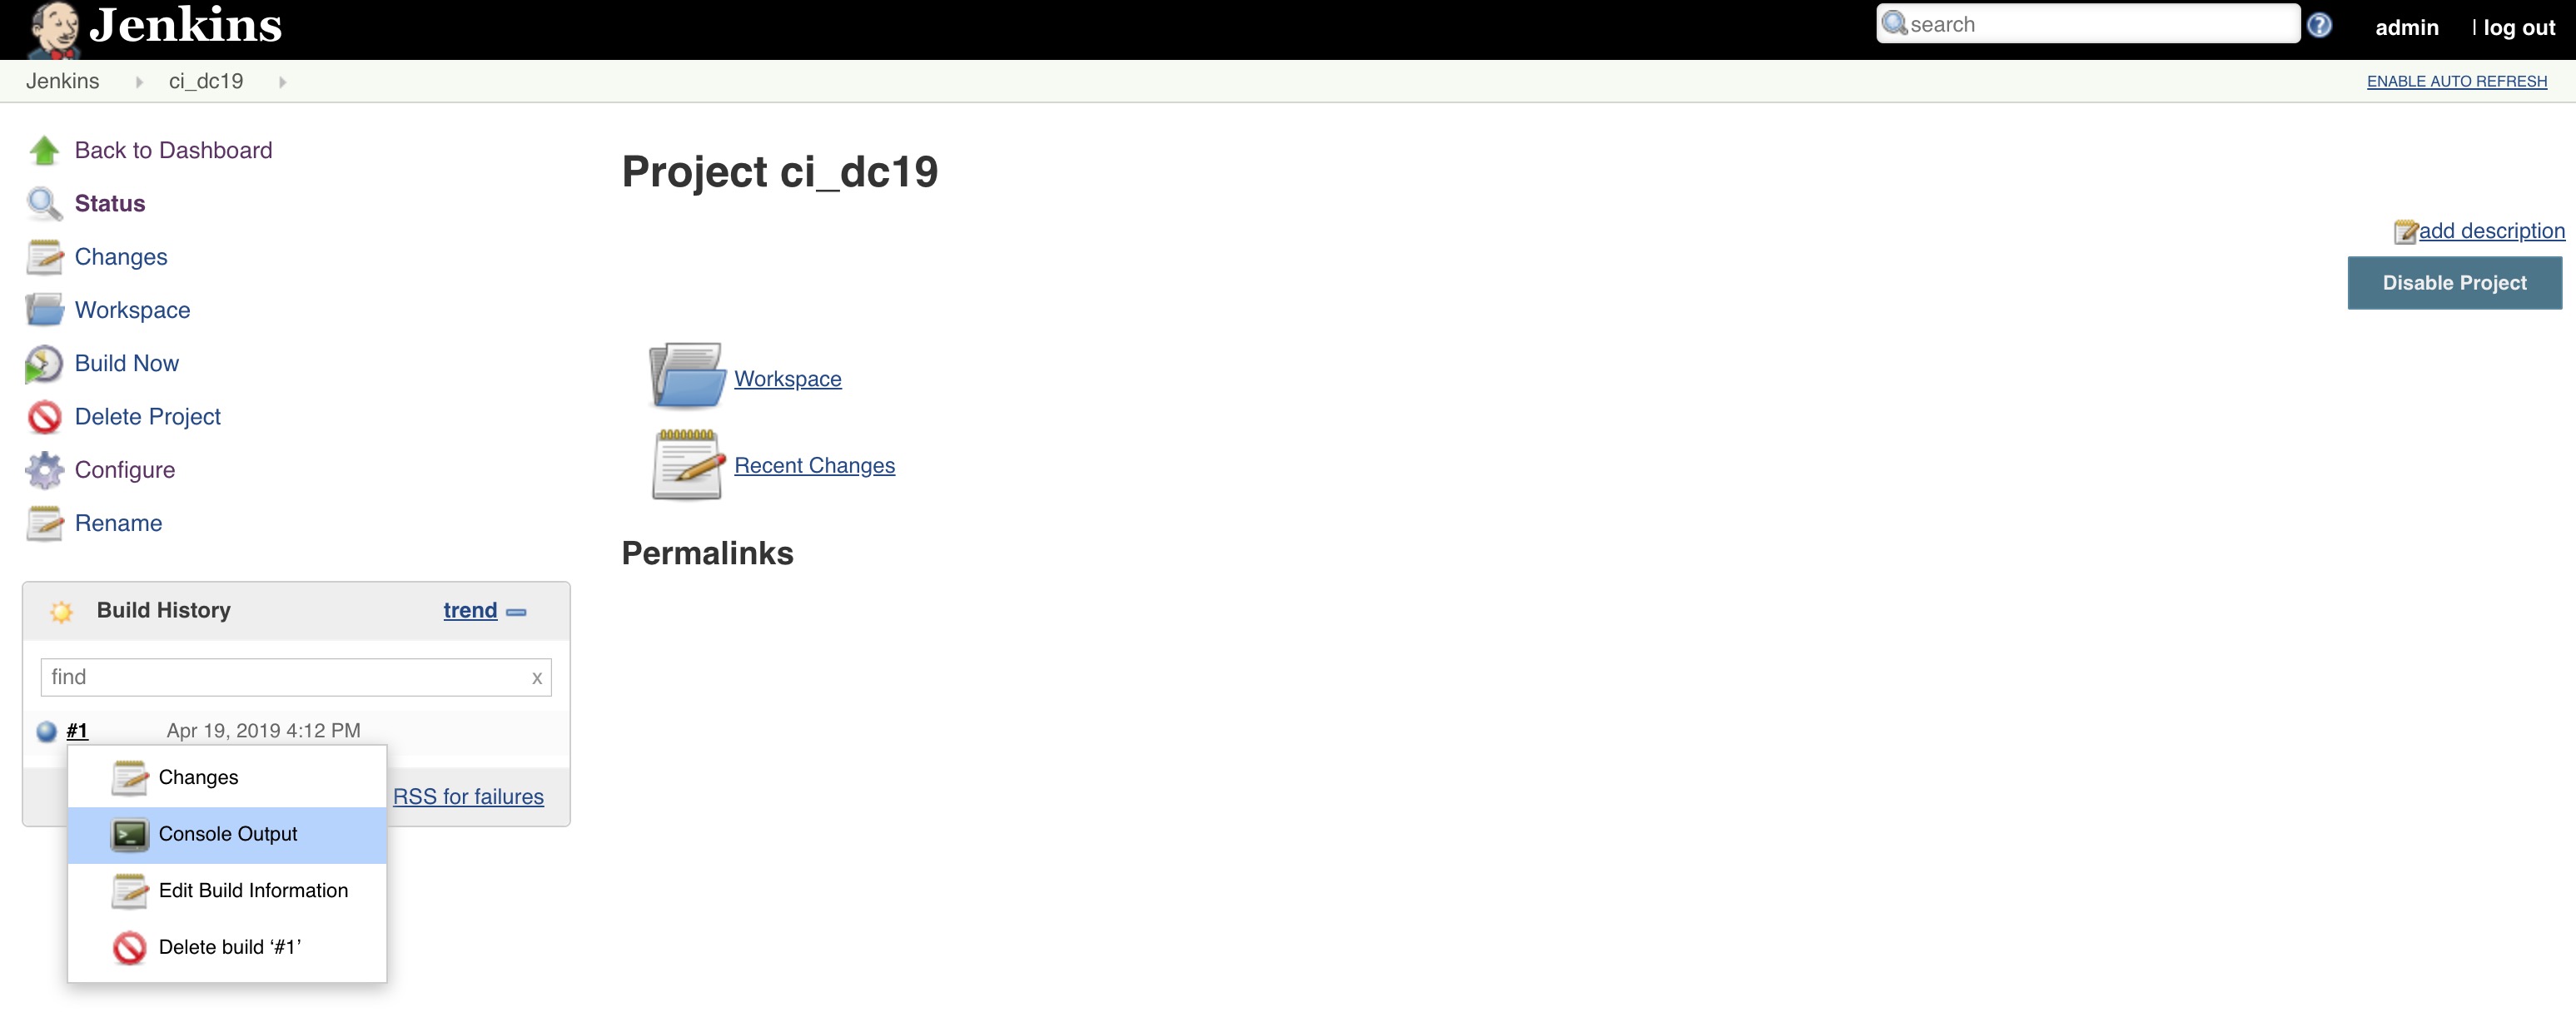 Jenkins
search
admin
| log out
Jenkins
ci_dc19
ENABLE AUTO REFRESH
Back to Dashboard
Status
Changes
Workspace
Build Now
Delete Project
Configure
Rename
Project ci_dc19
add description
Disable Project
Workspace
Recent Changes
Permalinks
Build History
trend
find
x
#1 Apr 19, 2019 4:12 PM
RSS for failures
Changes
Console Output
Edit Build Information
Delete build ‘#1’